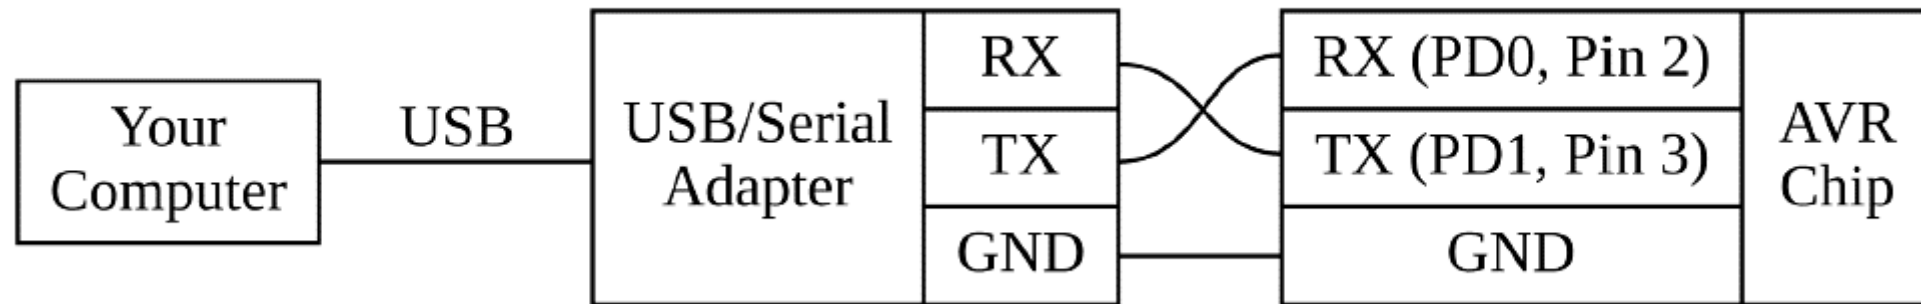 Your
Computer
USB
USB/Serial
Adapter
RX
TX
GND
RX (PD0, Pin 2)
TX (PD1, Pin 3)
GND
AVR
Chip